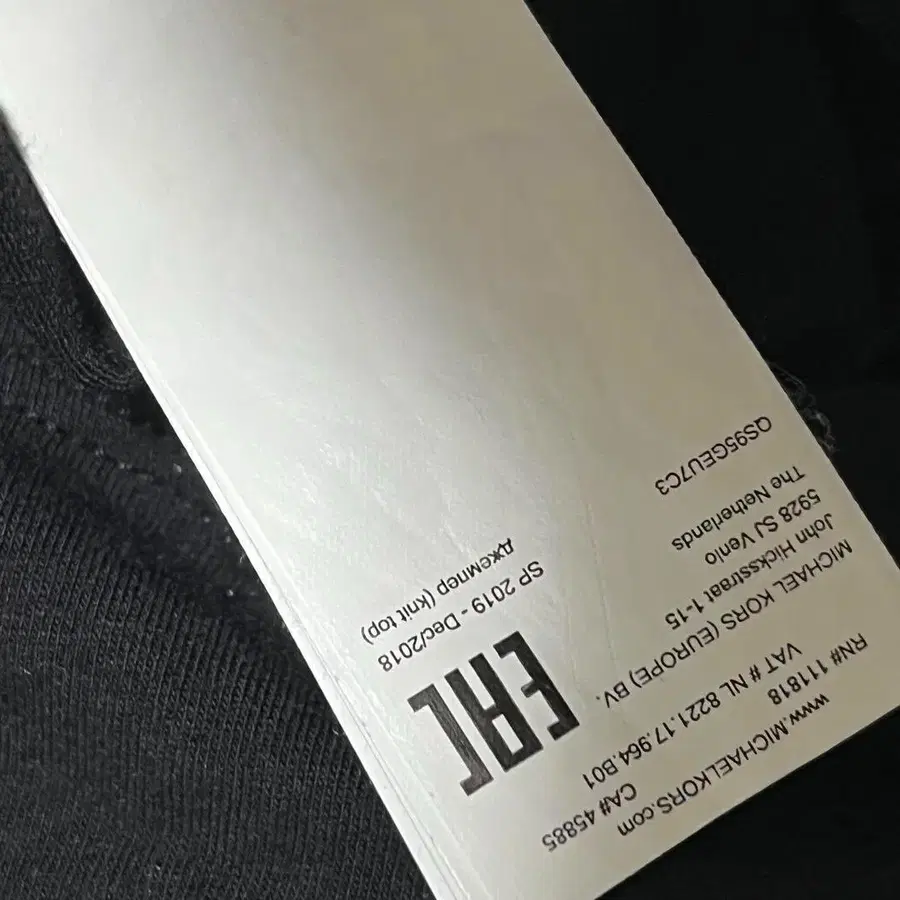 www.MICHAELKORS.com
RN# 111818 CA# 45885
VAT # NL 8221.17.964.B01
MICHAEL KORS (EUROPE) BV.
John Hicksstraat 1-15
5928 SJ Venlo
The Netherlands
QS95GEU7C3
EAC
SP 2019 - Dec/2018
джемпер (knit top)